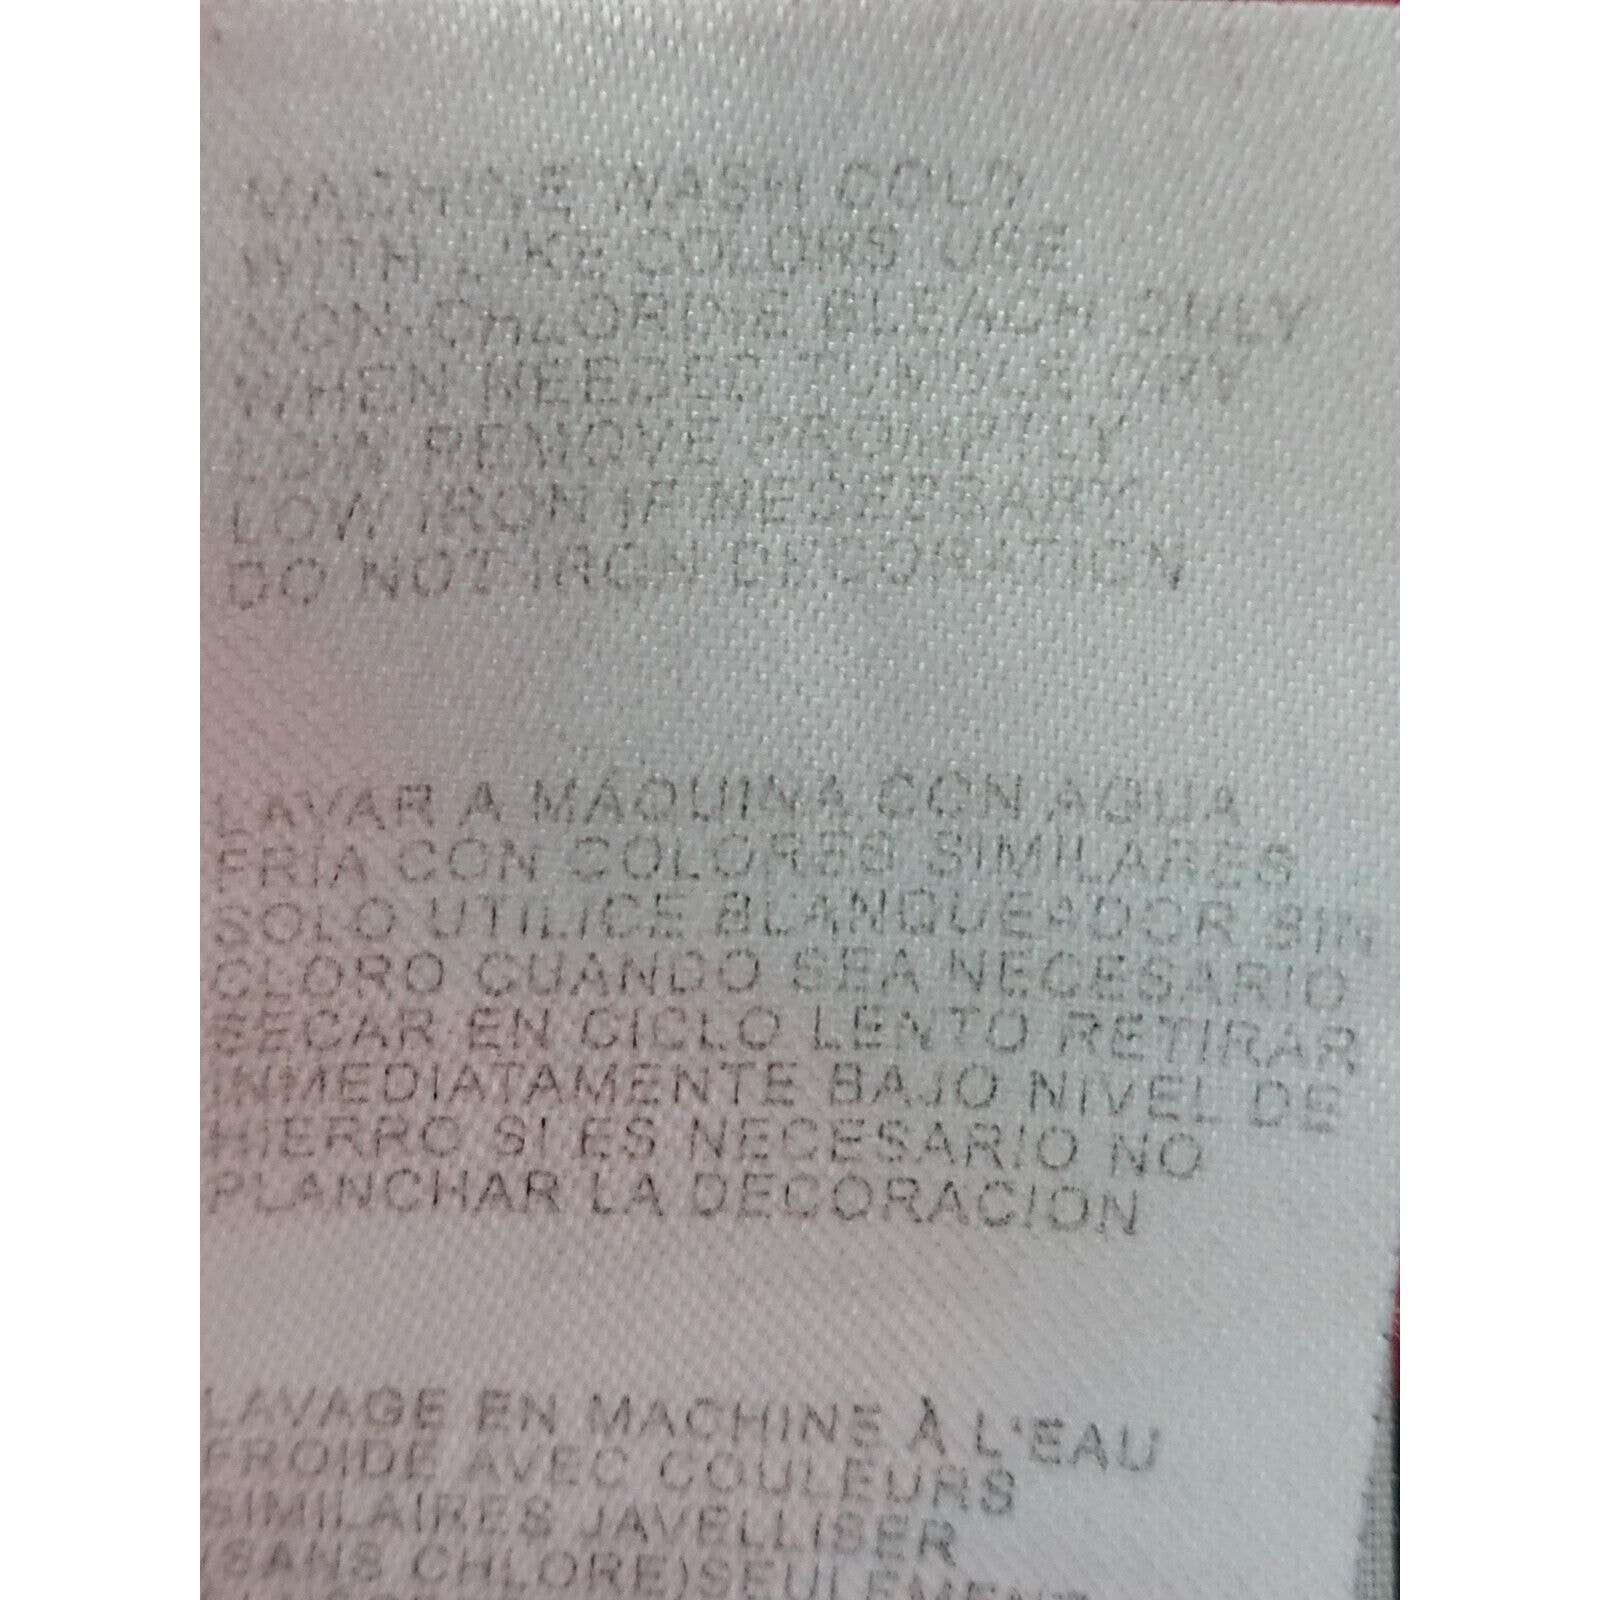 MACHINE WASH COLD
WITH LIKE COLORS USE
NON-CHLORINE BLEACH ONLY
WHEN NEEDED TUMBLE DRY
LOW REMOVE PROMPTLY
LOW IRON IF NECESSARY
DO NOT IRON DECORATION
LAVAR A MÁQUINA CON AGUA
FRÍA CON COLORES SIMILARES
SOLO UTILICE BLANQUEADOR SIN
CLORO CUANDO SEA NECESARIO
SECAR EN CICLO LENTO RETIRAR
INMEDIATAMENTE BAJO NIVEL DE
HIERRO SI ES NECESARIO NO
PLANCHAR LA DECORACION
LAVAGE EN MACHINE À L'EAU
FROIDE AVEC COULEURS
SIMILAIRES JAVELLISER
(SANS CHLORE)SEULEMENT